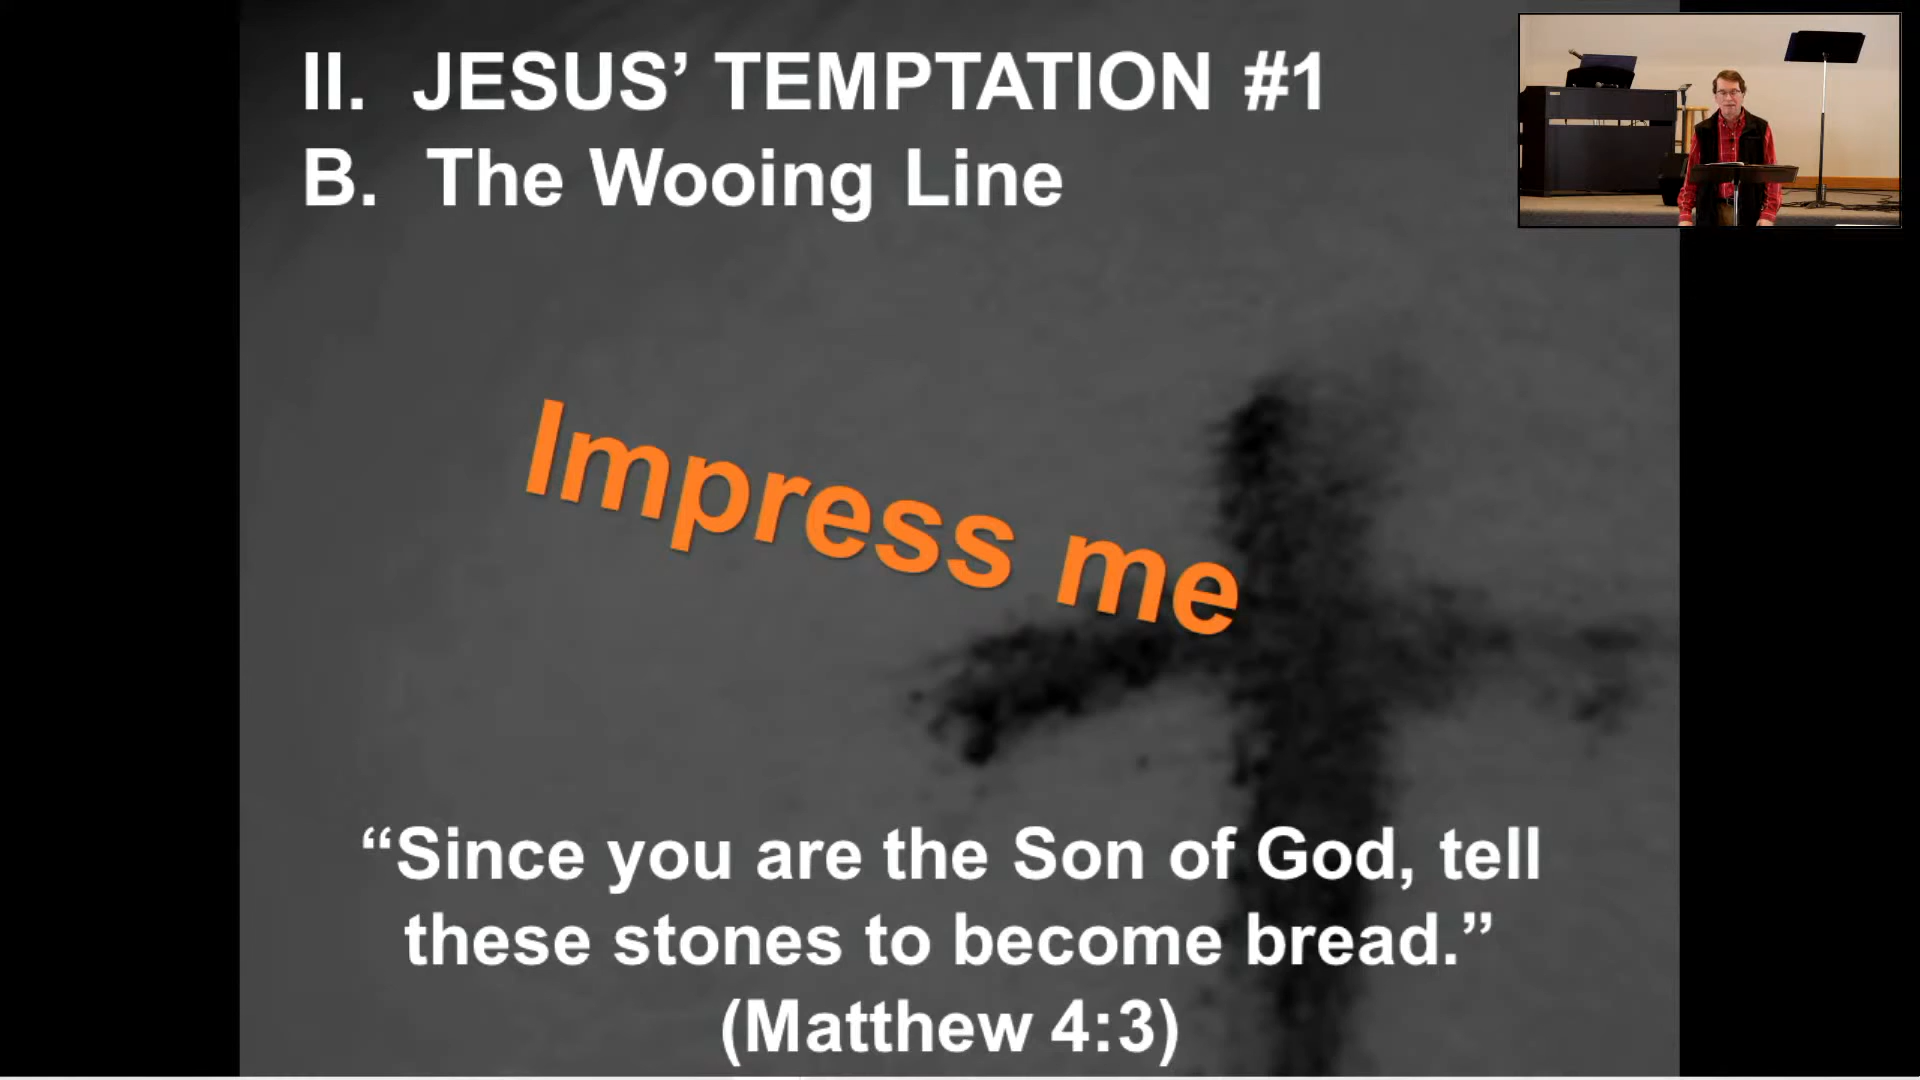 II. JESUS’ TEMPTATION #1
B. The Wooing Line
Impress me
“Since you are the Son of God, tell
these stones to become bread.”
(Matthew 4:3)